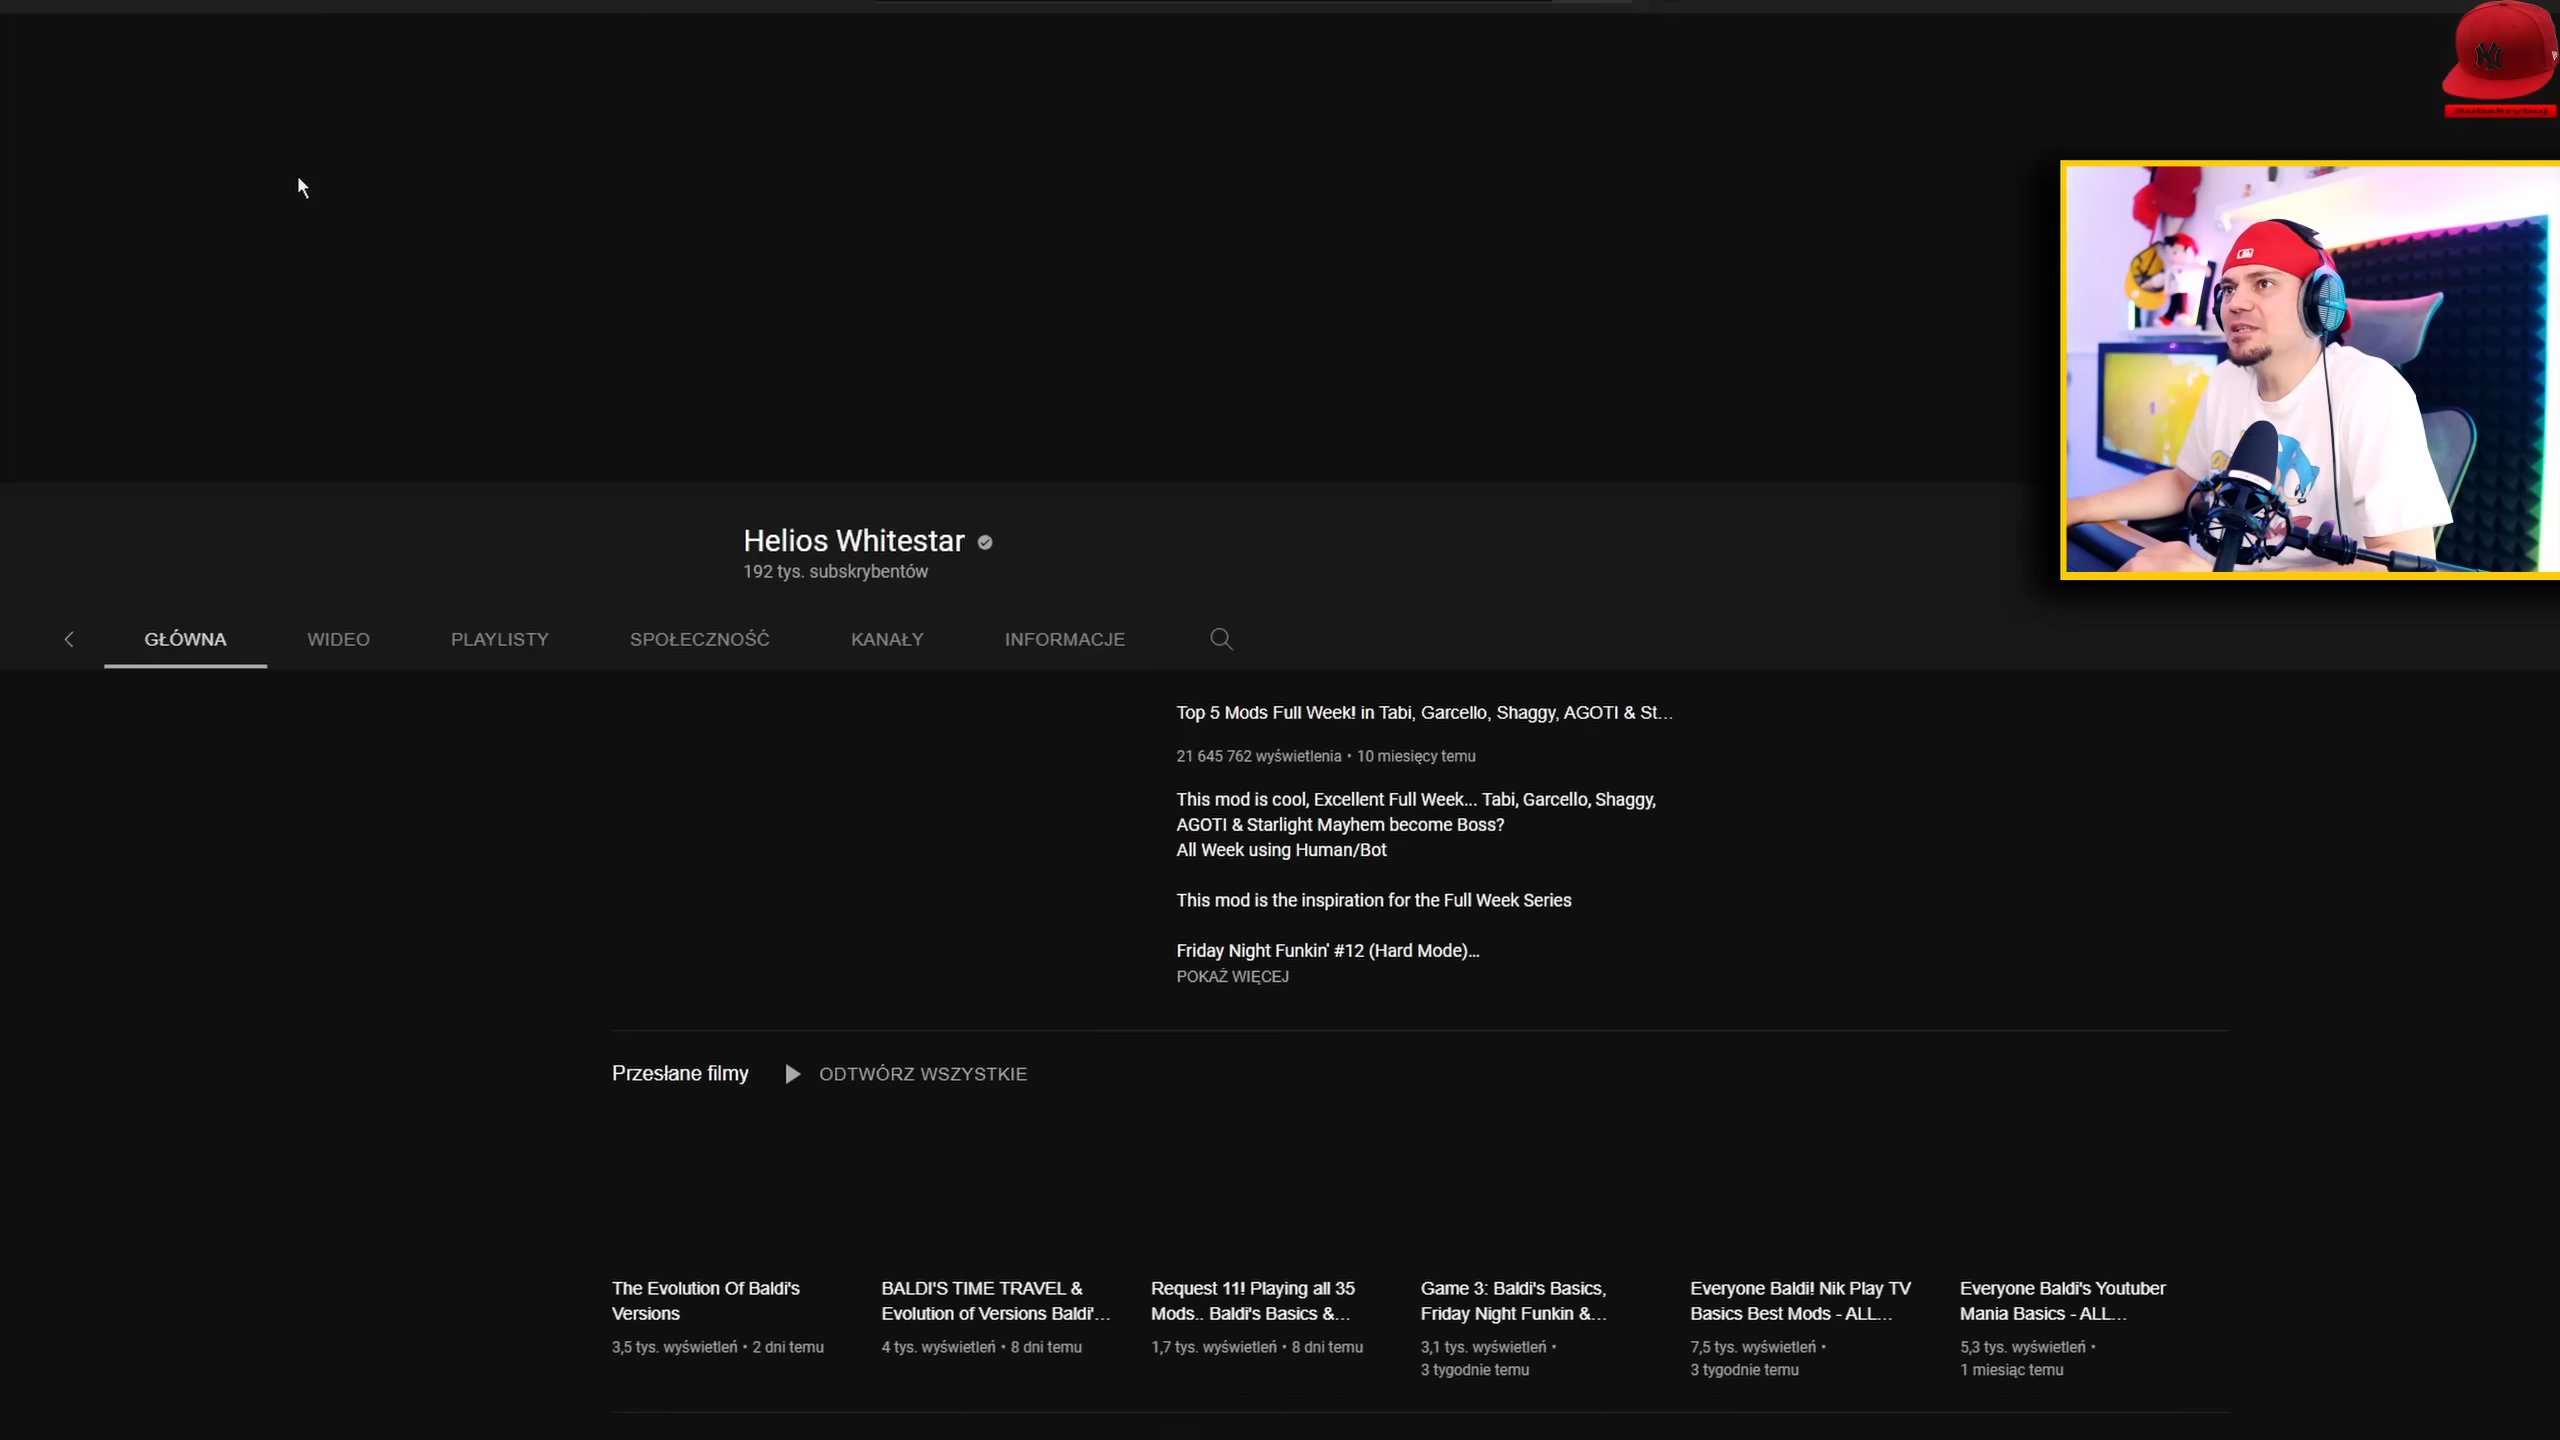 Helios Whitestar
192 tys. subskrybentów
GŁÓWNA WIDEO PLAYLISTY SPOŁECZNOŚĆ KANAŁY INFORMACJE
Top 5 Mods Full Week! in Tabi, Garcello, Shaggy, AGOTI & St...
21 645 762 wyświetlenia • 10 miesięcy temu
This mod is cool, Excellent Full Week... Tabi, Garcello, Shaggy,
AGOTI & Starlight Mayhem become Boss?
All Week using Human/Bot
This mod is the inspiration for the Full Week Series
Friday Night Funkin' #12 (Hard Mode)...
POKAŻ WIĘCEJ
Przesłane filmy ODTWÓRZ WSZYSTKIE
The Evolution Of Baldi's
Versions
3,5 tys. wyświetleń • 2 dni temu
BALDI'S TIME TRAVEL &
Evolution of Versions Baldi'...
4 tys. wyświetleń • 8 dni temu
Request 11! Playing all 35
Mods.. Baldi's Basics &...
1,7 tys. wyświetleń • 8 dni temu
Game 3: Baldi's Basics,
Friday Night Funkin &...
3,1 tys. wyświetleń •
3 tygodnie temu
Everyone Baldi! Nik Play TV
Basics Best Mods - ALL...
7,5 tys. wyświetleń •
3 tygodnie temu
Everyone Baldi's Youtuber
Mania Basics - ALL...
5,3 tys. wyświetleń •
1 miesiąc temu
NY